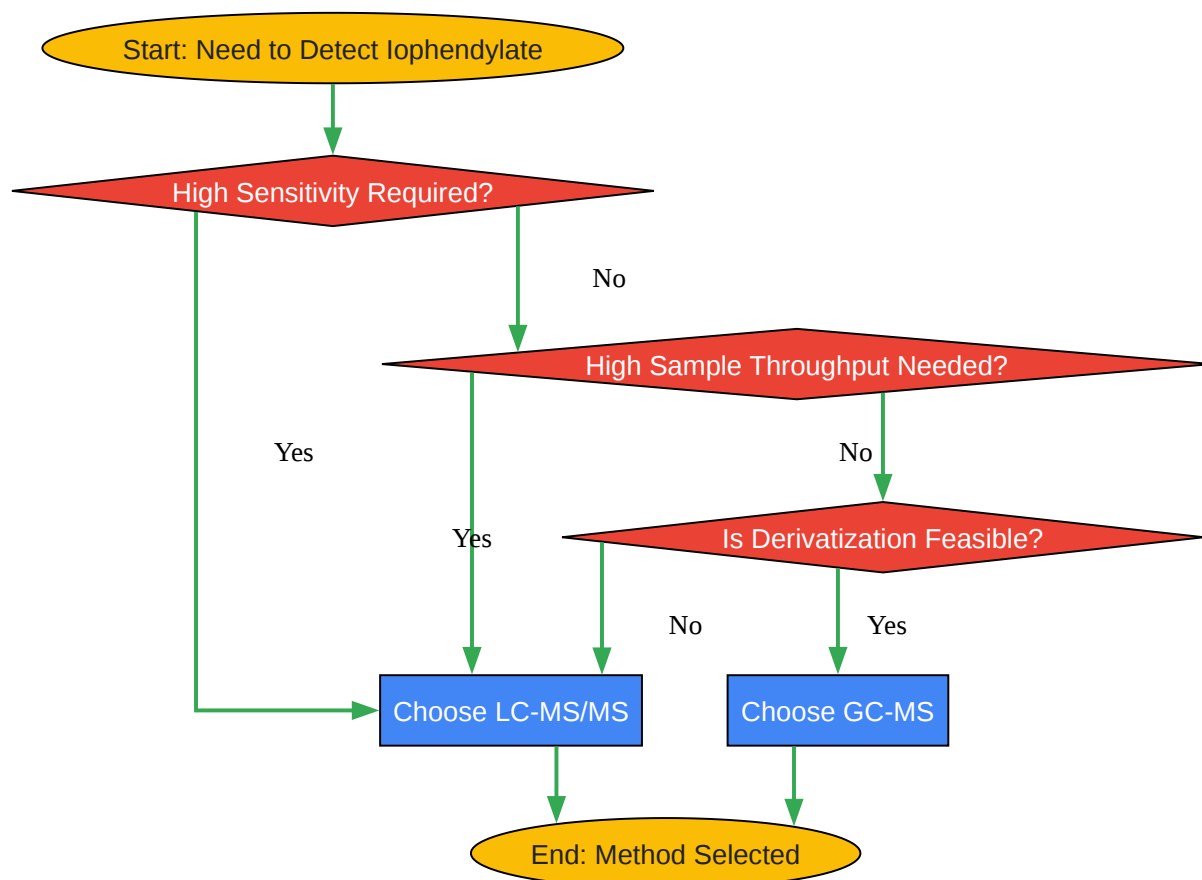 Start: Need to Detect Iophendylate
High Sensitivity Required?
No
High Sample Throughput Needed?
Yes
No
Yes
Is Derivatization Feasible?
No
Yes
Choose LC-MS/MS
Choose GC-MS
End: Method Selected